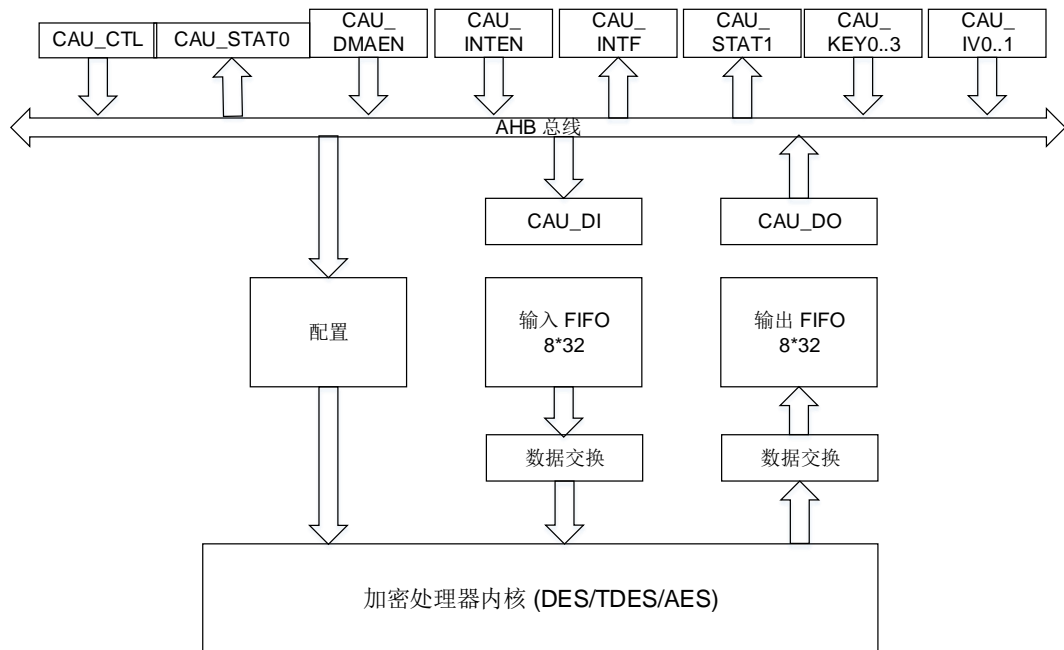 CAU_CTL
CAU_STAT0
CAU_
DMAEN
CAU_
INTEN
CAU_
INTF
CAU_
STAT1
CAU_
KEY0..3
CAU_
IV0..1
AHB 总线
CAU_DI
CAU_DO
配置
输入 FIFO
8*32
输出 FIFO
8*32
数据交换
数据交换
加密处理器内核 (DES/TDES/AES)